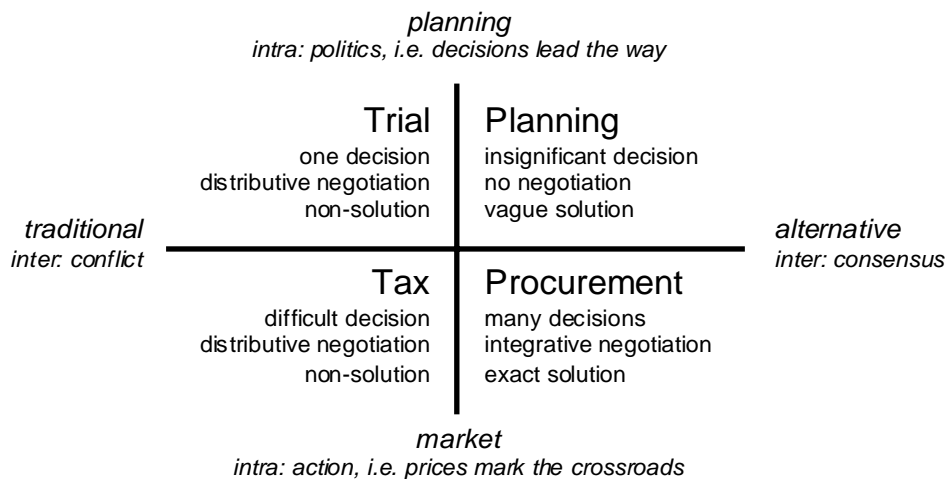 planning
intra: politics, i.e. decisions lead the way
Trial
one decision
distributive negotiation
non-solution
Planning
insignificant decision
no negotiation
vague solution
traditional
inter: conflict
alternative
inter: consensus
Tax
difficult decision
distributive negotiation
non-solution
Procurement
many decisions
integrative negotiation
exact solution
market
intra: action, i.e. prices mark the crossroads